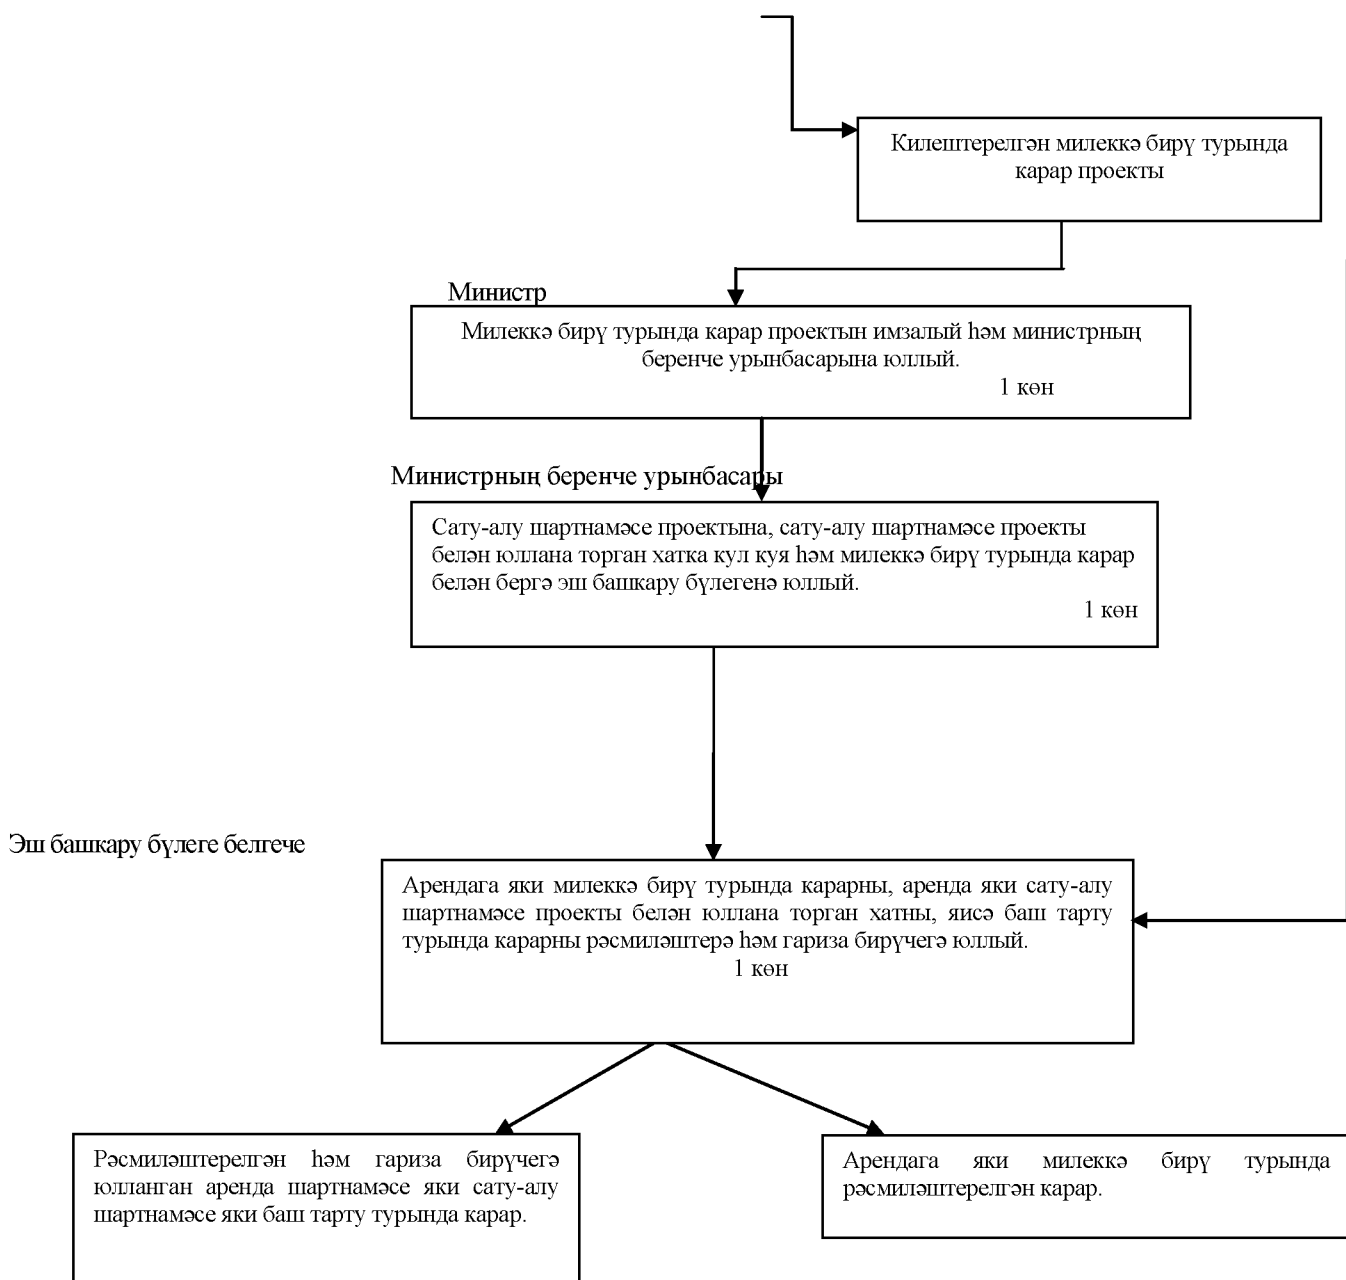 Килештерелгән милеккә бирү турында
карар проекты
Министр
Милеккә бирү турында карар проектын имзалый һәм министрның
беренче урынбасарына юллый.
1 көн
Министрның беренче урынбасары
Сату-алу шартнамәсе проектына, сату-алу шартнамәсе проекты
белән юллана торган хатка кул куя һәм милеккә бирү турында карар
белән бергә эш башкару бүлегенә юллый.
1 көн
Эш башкару бүлеге белгече
Арендага яки милеккә бирү турында карарны, аренда яки сату-алу
шартнамәсе проекты белән юллана торган хатны, яисә баш тарту
турында карарны рәсмиләштерә һәм гариза бирүчегә юллый.
1 көн
Рәсмиләштерелгән һәм гариза бирүчегә
юлланган аренда шартнамәсе яки сату-алу
шартнамәсе яки баш тарту турында карар.
Арендага яки милеккә бирү турында
рәсмиләштерелгән карар.